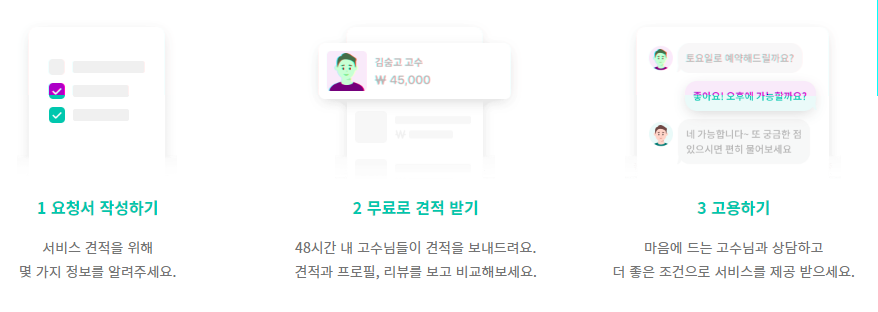 김숨고 고수
₩ 45,000
₩
토요일로 예약해드릴까요?
좋아요! 오후에 가능할까요?
네 가능합니다~ 또 궁금한 점
있으시면 편히 물어보세요
1 요청서 작성하기
서비스 견적을 위해
몇 가지 정보를 알려주세요.
2 무료로 견적 받기
48시간 내 고수님들이 견적을 보내드려요.
견적과 프로필, 리뷰를 보고 비교해보세요.
3 고용하기
마음에 드는 고수님과 상담하고
더 좋은 조건으로 서비스를 제공 받으세요.